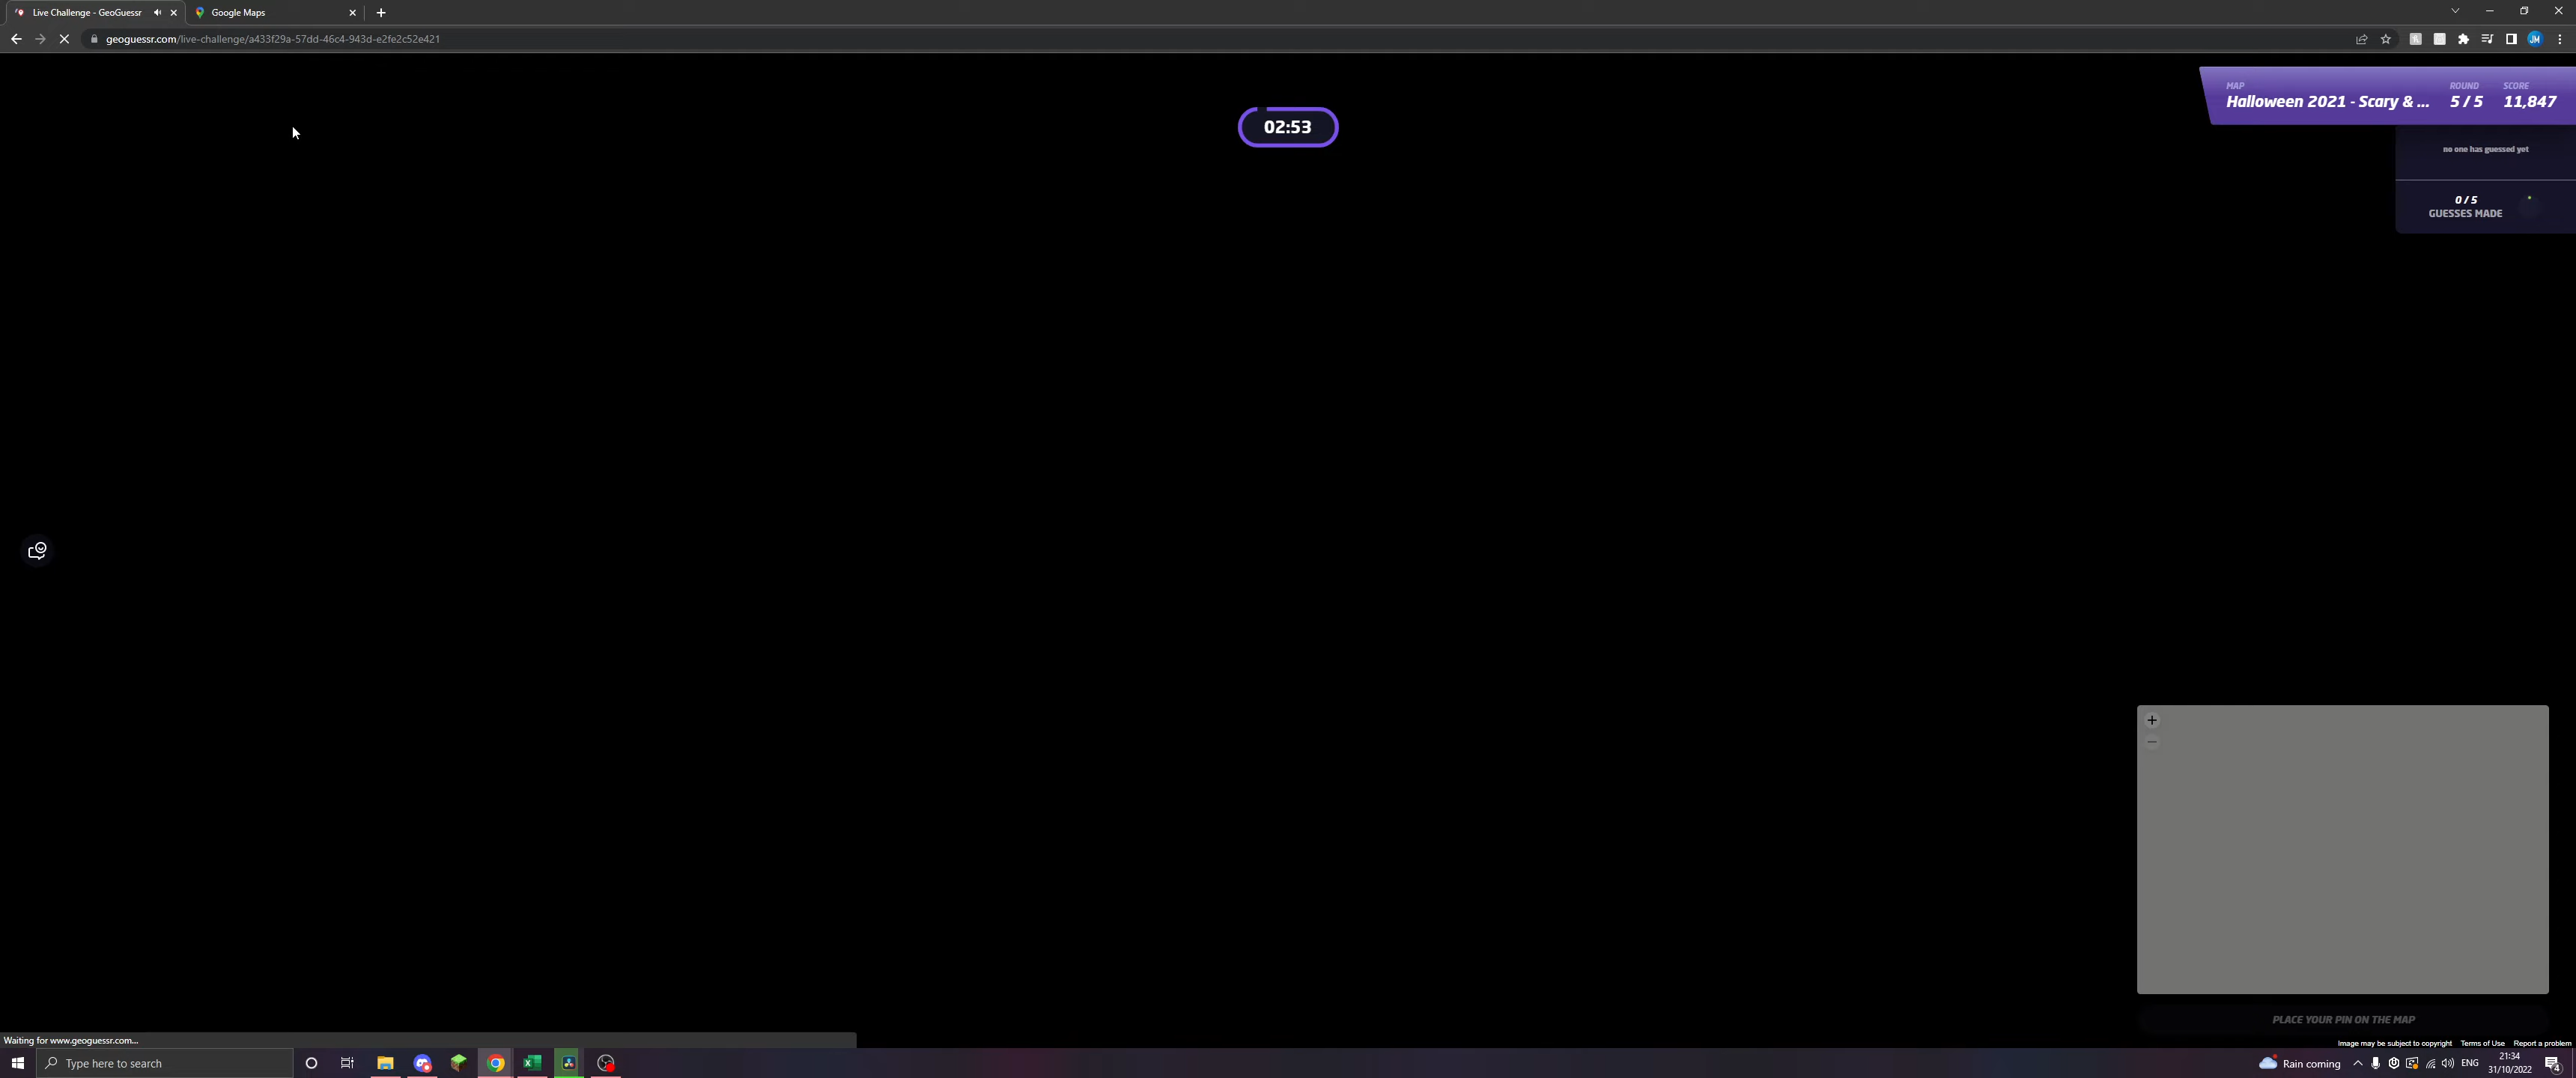 Live Challenge - GeoGuessr
Google Maps
geoguessr.com/live-challenge/a433f29a-57dd-46c4-943d-e2fe2c52e421
JM
MAP
Halloween 2021 - Scary & ...
ROUND
5 / 5
SCORE
11,847
02:53
no one has guessed yet
0 / 5
GUESSES MADE
PLACE YOUR PIN ON THE MAP
Waiting for www.geoguessr.com...
Image may be subject to copyright Terms of Use Report a problem
Type here to search
Rain coming
ENG
21:34
31/10/2022
4